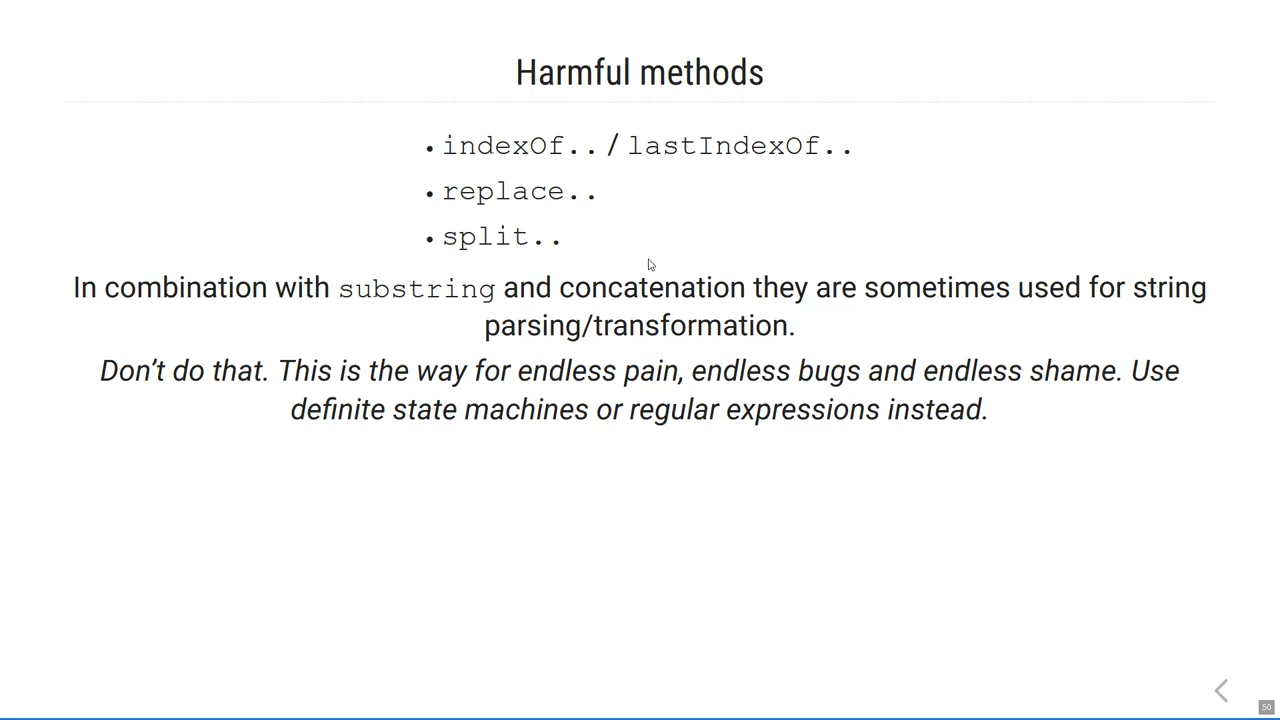 Harmful methods
• indexOf.. / lastIndexOf..
• replace..
• split..
In combination with substring and concatenation they are sometimes used for string
parsing/transformation.
Don’t do that. This is the way for endless pain, endless bugs and endless shame. Use
definite state machines or regular expressions instead.
50